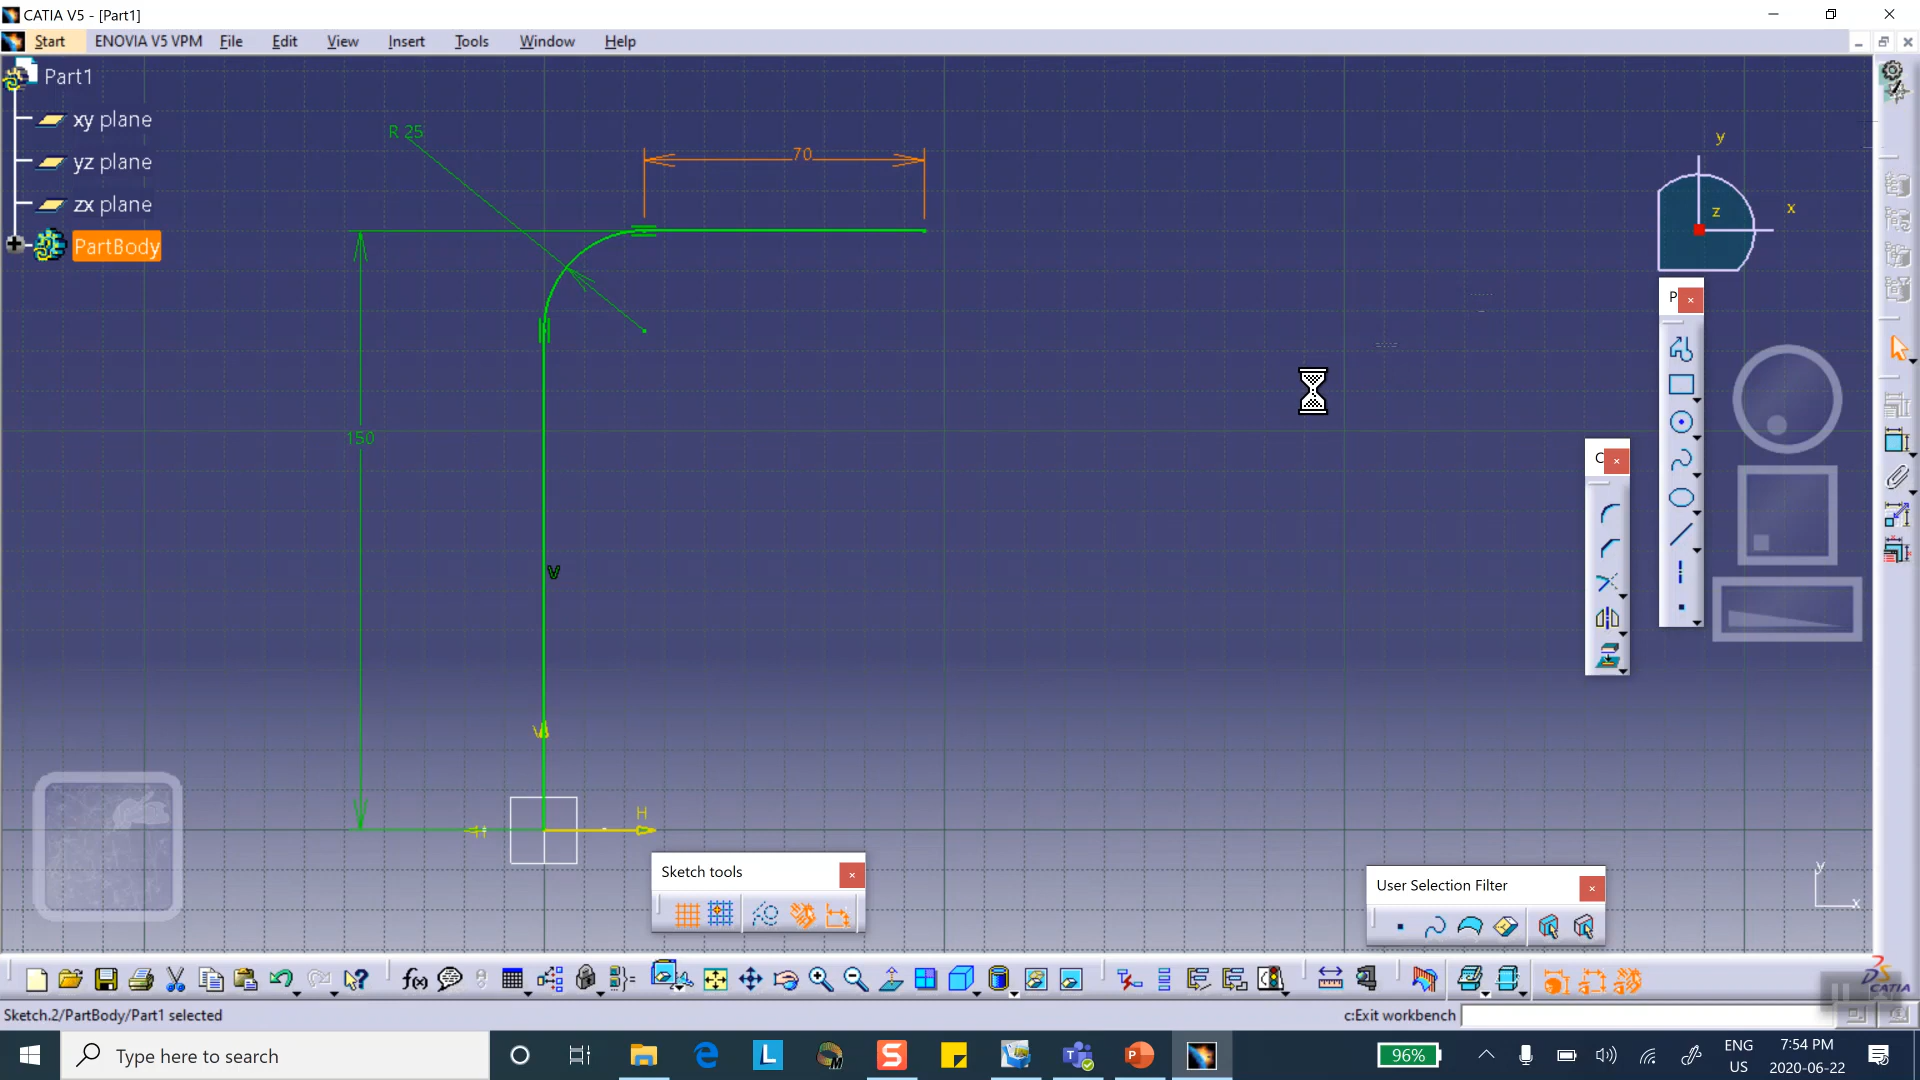 CATIA V5 - [Part1]
Start ENOVIA V5 VPM File Edit View Insert Tools Window Help
Part1
xy plane
yz plane
zx plane
PartBody
R 25
70
150
V
V
H
H
y
x
z
P
C
Sketch tools
User Selection Filter
y
x
f(x)
CATIA
Sketch.2/PartBody/Part1 selected
c:Exit workbench
Type here to search
L
S
T
P
96%
ENG
US
7:54 PM
2020-06-22